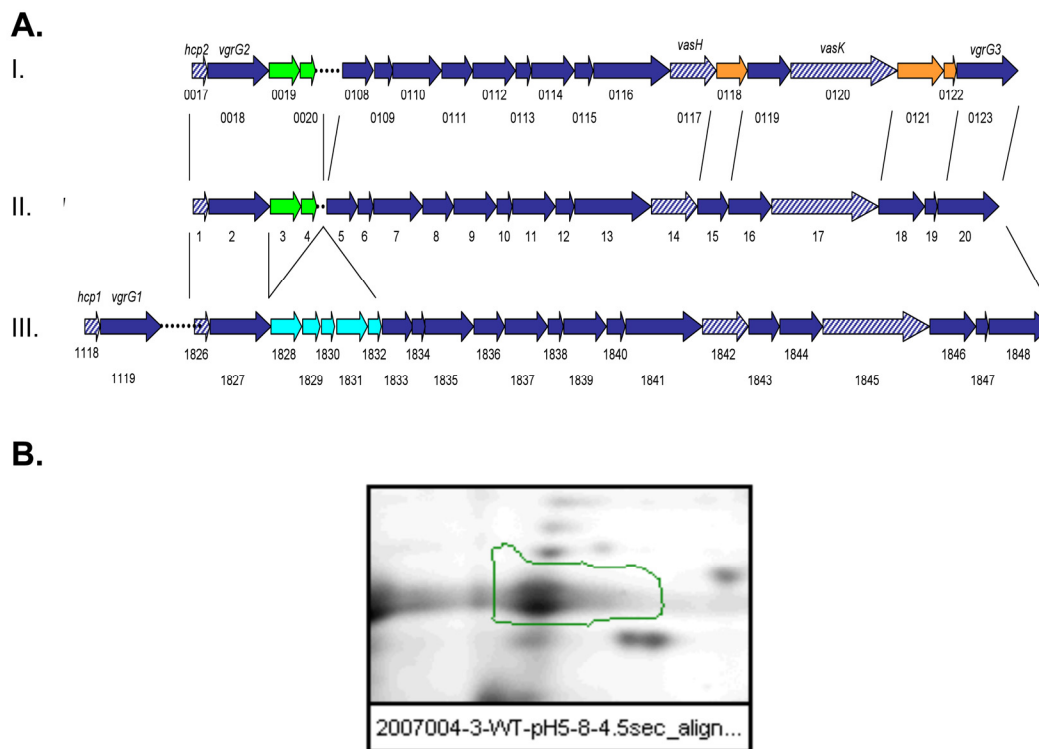 A.
I.
hcp2 vgrG2 vasH vasK vgrG3
0017 0019 0108 0110 0112 0114 0116 0118 0120 0122
0018 0020 0109 0111 0113 0115 0117 0119 0121 0123
II.
1 2 3 4 5 6 7 8 9 10 11 12 13 14 15 16 17 18 19 20
hcp1 vgrG1
III.
1118 1826 1828 1830 1832 1834 1836 1838 1840 1842 1844 1846 1848
1119 1827 1829 1831 1833 1835 1837 1839 1841 1843 1845 1847
B.
2007004-3-WT-pH5-8-4.5sec_align...